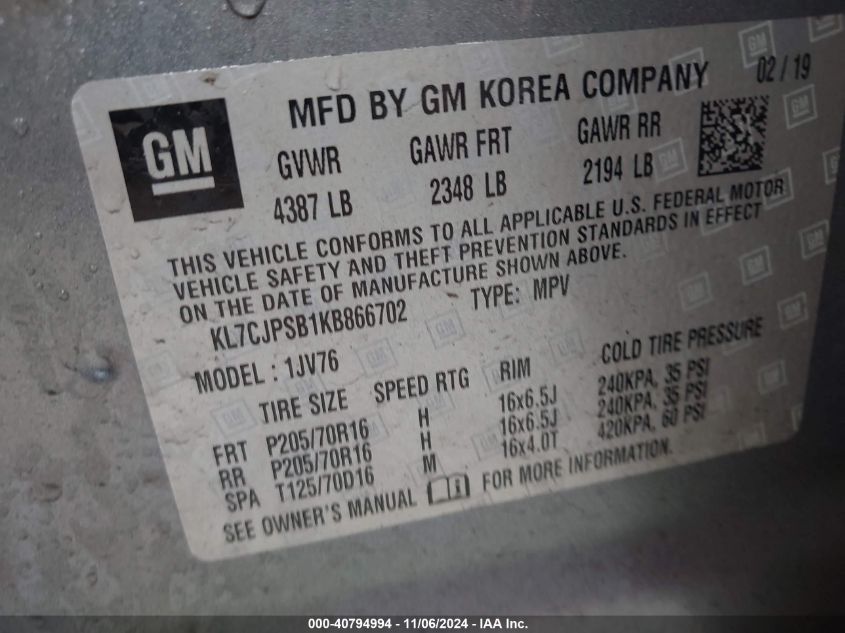 GM
MFD BY GM KOREA COMPANY 02/19
GVWR GAWR FRT GAWR RR
4387 LB 2348 LB 2194 LB
THIS VEHICLE CONFORMS TO ALL APPLICABLE U.S. FEDERAL MOTOR
VEHICLE SAFETY AND THEFT PREVENTION STANDARDS IN EFFECT
ON THE DATE OF MANUFACTURE SHOWN ABOVE.
KL7CJPSB1KB866702 TYPE: MPV
MODEL : 1JV76
TIRE SIZE SPEED RTG RIM COLD TIRE PRESSURE
FRT P205/70R16 H 16x6.5J 240KPA, 35 PSI
RR P205/70R16 H 16x6.5J 240KPA, 35 PSI
SPA T125/70D16 M 16x4.0T 420KPA, 60 PSI
SEE OWNER'S MANUAL FOR MORE INFORMATION.
000-40794994 - 11/06/2024 - IAA Inc.